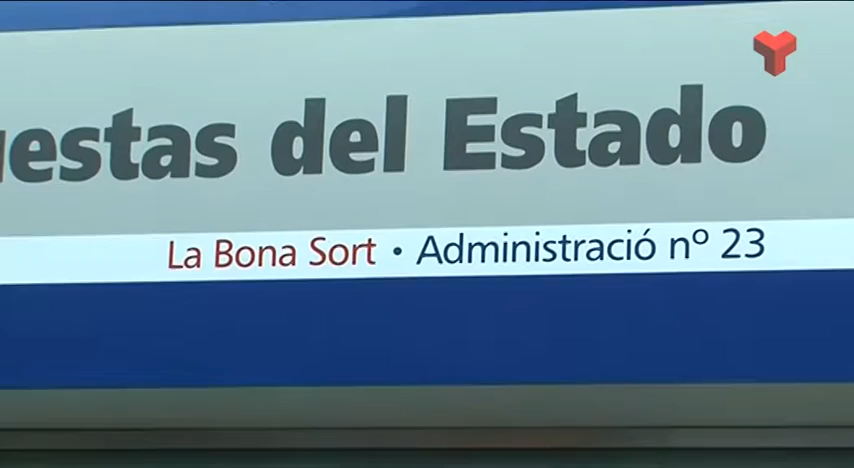 estas del Estado
La Bona Sort · Administració nº 23